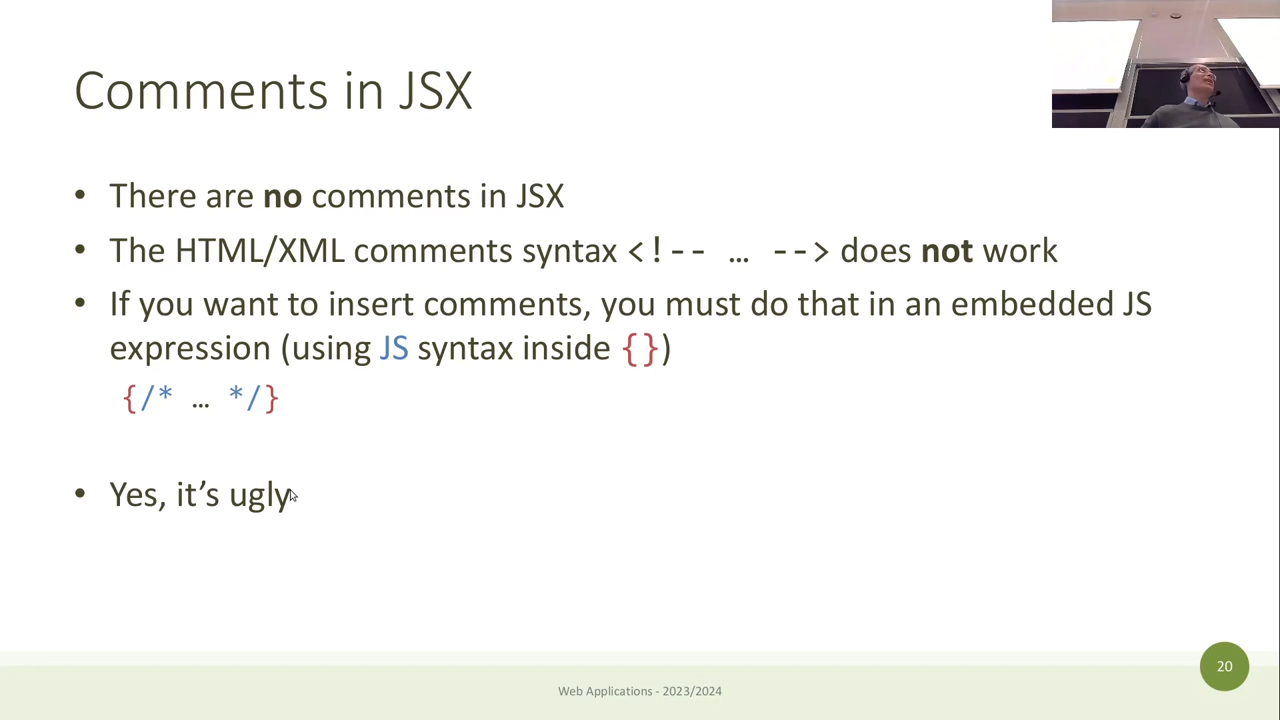 Comments in JSX
• There are no comments in JSX
• The HTML/XML comments syntax <!-- … --> does not work
• If you want to insert comments, you must do that in an embedded JS
expression (using JS syntax inside {})
{/* … */}
• Yes, it’s ugly
20
Web Applications - 2023/2024